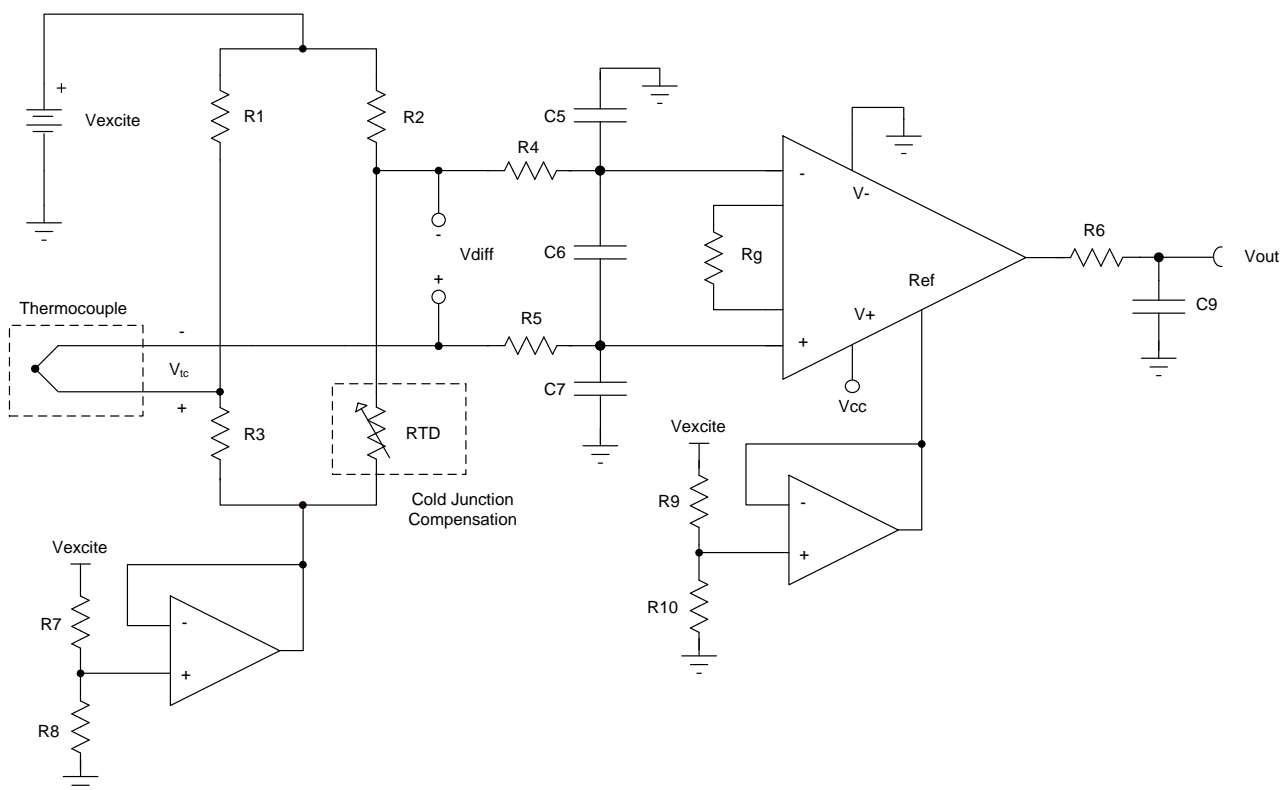 +
Vexcite
R1
R2
C5
R4
-
V-
-
Vdiff
C6
Rg
R6
Vout
Ref
+
Thermocouple
-
R5
V+
C9
Vtc
+
C7
+
Vcc
R3
RTD
Vexcite
Cold Junction
Compensation
R9
-
Vexcite
+
R10
R7
-
+
R8